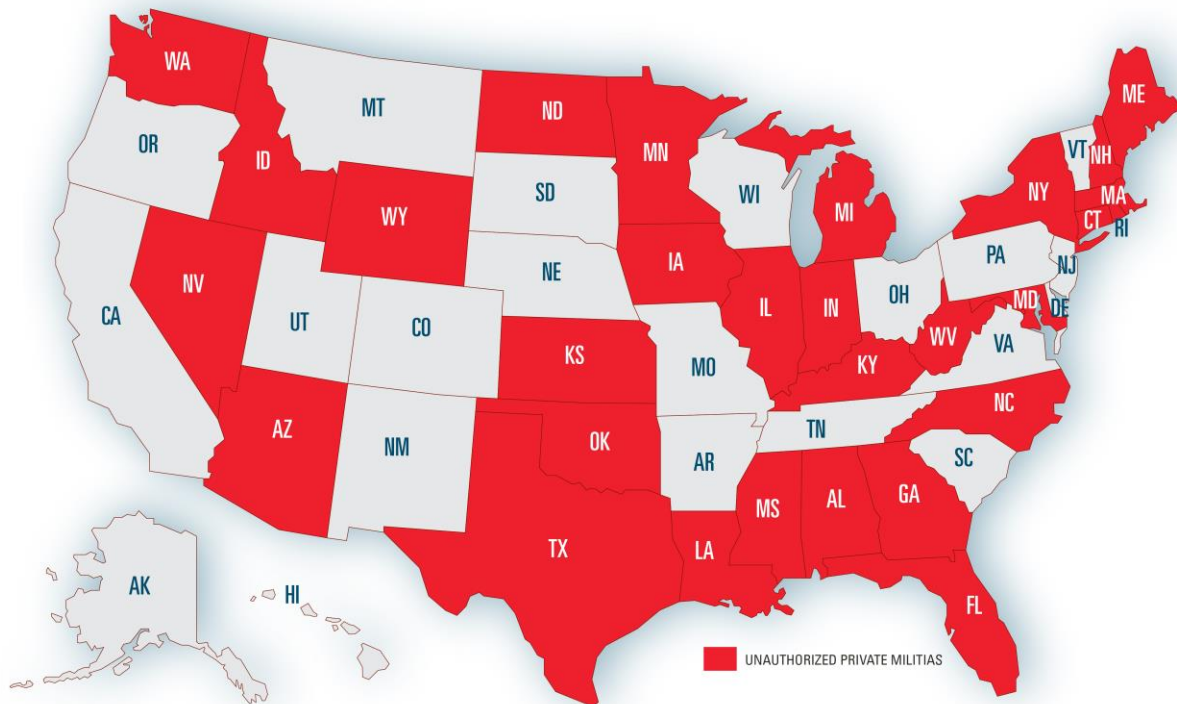 WA
MT
ND
MN
ME
OR
ID
WY
SD
WI
MI
VT
NH
NY
MA
CT
RI
NV
NE
IA
PA
NJ
CA
UT
CO
IL
IN
OH
MD
DE
WV
VA
KS
MO
KY
AZ
NM
OK
AR
TN
NC
SC
TX
LA
MS
AL
GA
FL
AK
HI
UNAUTHORIZED PRIVATE MILITIAS